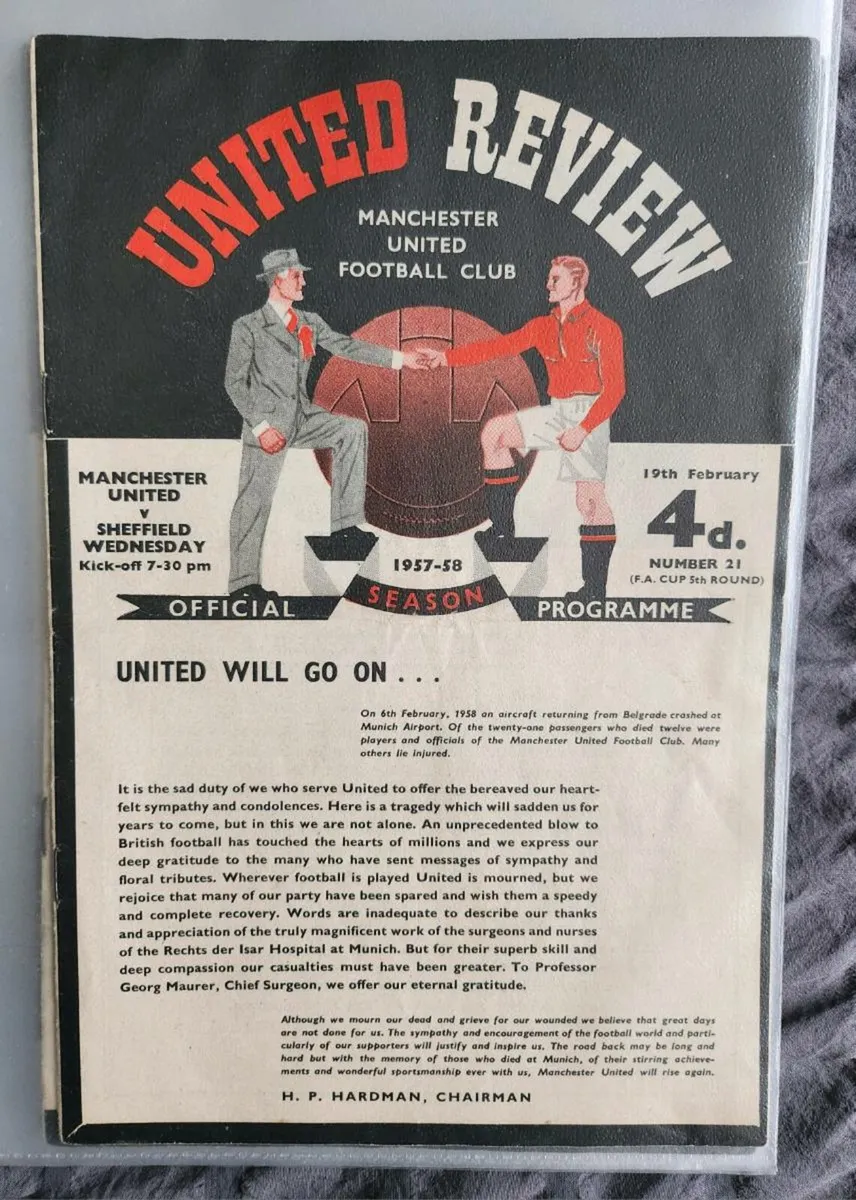 UNITED REVIEW
MANCHESTER
UNITED
FOOTBALL CLUB
MANCHESTER
UNITED
v
SHEFFIELD
WEDNESDAY
Kick-off 7-30 pm
19th February
4d.
NUMBER 21
(F.A. CUP 5th ROUND)
1957-58
OFFICIAL SEASON PROGRAMME
UNITED WILL GO ON . . .
On 6th February, 1958 an aircraft returning from Belgrade crashed at
Munich Airport. Of the twenty-one passengers who died twelve were
players and officials of the Manchester United Football Club. Many
others lie injured.
It is the sad duty of we who serve United to offer the bereaved our heart-
felt sympathy and condolences. Here is a tragedy which will sadden us for
years to come, but in this we are not alone. An unprecedented blow to
British football has touched the hearts of millions and we express our
deep gratitude to the many who have sent messages of sympathy and
floral tributes. Wherever football is played United is mourned, but we
rejoice that many of our party have been spared and wish them a speedy
and complete recovery. Words are inadequate to describe our thanks
and appreciation of the truly magnificent work of the surgeons and nurses
of the Rechts der Isar Hospital at Munich. But for their superb skill and
deep compassion our casualties must have been greater. To Professor
Georg Maurer, Chief Surgeon, we offer our eternal gratitude.
Although we mourn our dead and grieve for our wounded we believe that great days
are not done for us. The sympathy and encouragement of the football world and parti-
cularly of our supporters will justify and inspire us. The road back may be long and
hard but with the memory of those who died at Munich, of their stirring achieve-
ments and wonderful sportsmanship ever with us, Manchester United will rise again.
H. P. HARDMAN, CHAIRMAN